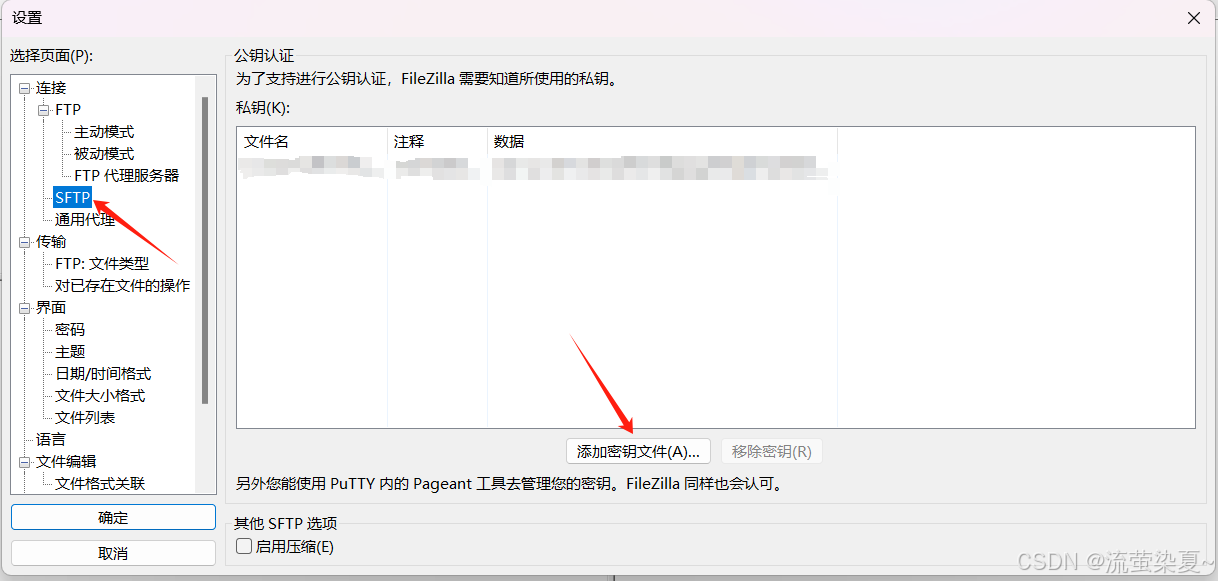 设置
选择页面(P):
连接
FTP
主动模式
被动模式
FTP 代理服务器
SFTP
通用代理
传输
FTP: 文件类型
对已存在文件的操作
界面
密码
主题
日期/时间格式
文件大小格式
文件列表
语言
文件编辑
文件格式关联
确定
取消
公钥认证
为了支持进行公钥认证，FileZilla 需要知道所使用的私钥。
私钥(K):
文件名 注释 数据
添加密钥文件(A)... 移除密钥(R)
另外您能使用 PuTTY 内的 Pageant 工具去管理您的密钥。FileZilla 同样也会认可。
其他 SFTP 选项
启用压缩(E)
CSDN @流萤染夏~